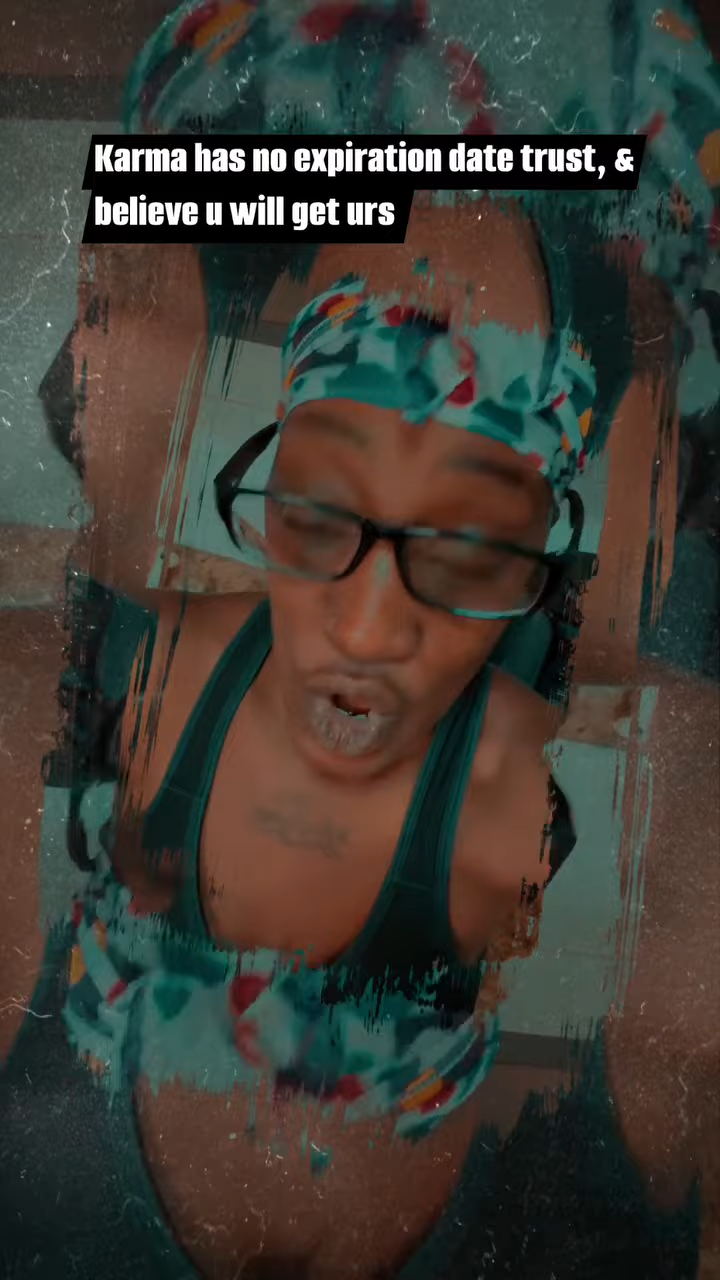 Karma has no expiration date trust, &
believe u will get urs